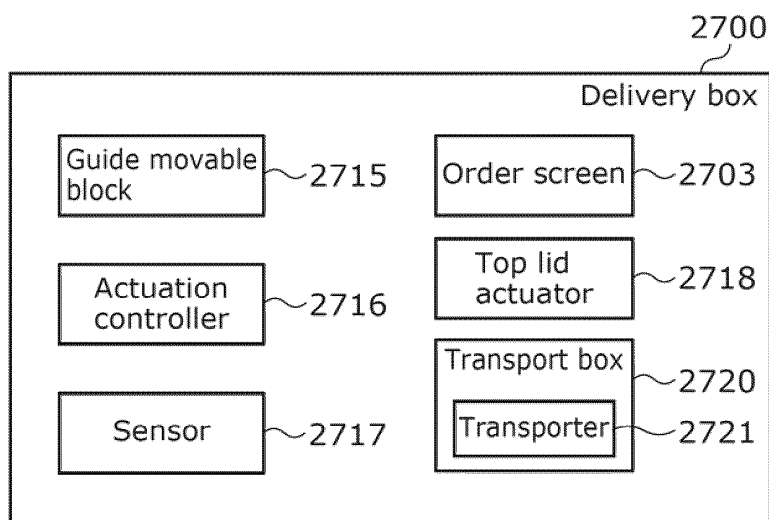 2700
Delivery box
Guide movable
block
2715
Order screen
2703
Actuation
controller
2716
Top lid
actuator
2718
Sensor
2717
Transport box
2720
Transporter
2721